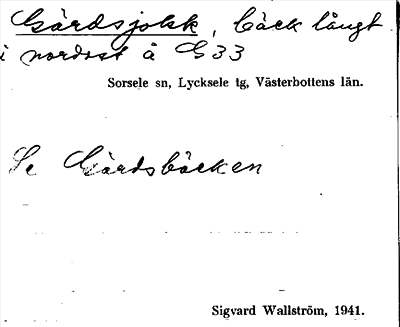 Gårdsjokk, bäck långt
i nordost å G33
Sorsele sn, Lycksele tg, Västerbottens län.
Se Gårdsbäcken
Sigvard Wallström, 1941.